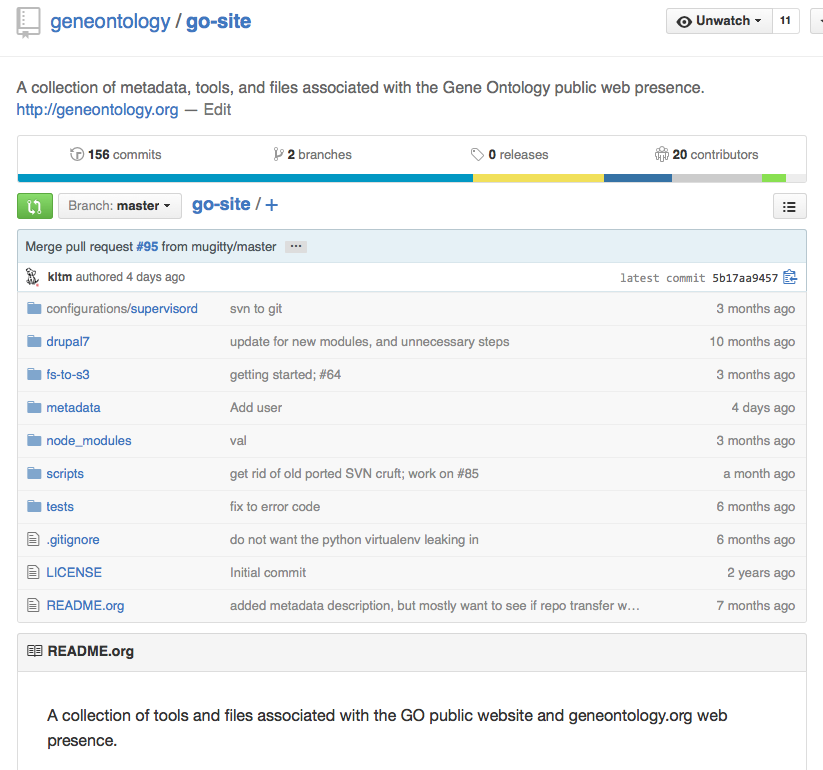 geneontology / go-site Unwatch 11
A collection of metadata, tools, and files associated with the Gene Ontology public web presence.
http://geneontology.org — Edit
156 commits 2 branches 0 releases 20 contributors
Branch: master go-site / +
Merge pull request #95 from mugitty/master ...
kltm authored 4 days ago latest commit 5b17aa9457
configurations/supervisord svn to git 3 months ago
drupal7 update for new modules, and unnecessary steps 10 months ago
fs-to-s3 getting started; #64 3 months ago
metadata Add user 4 days ago
node_modules val 3 months ago
scripts get rid of old ported SVN cruft; work on #85 a month ago
tests fix to error code 6 months ago
.gitignore do not want the python virtualenv leaking in 6 months ago
LICENSE Initial commit 2 years ago
README.org added metadata description, but mostly want to see if repo transfer w… 7 months ago
README.org
A collection of tools and files associated with the GO public website and geneontology.org web
presence.